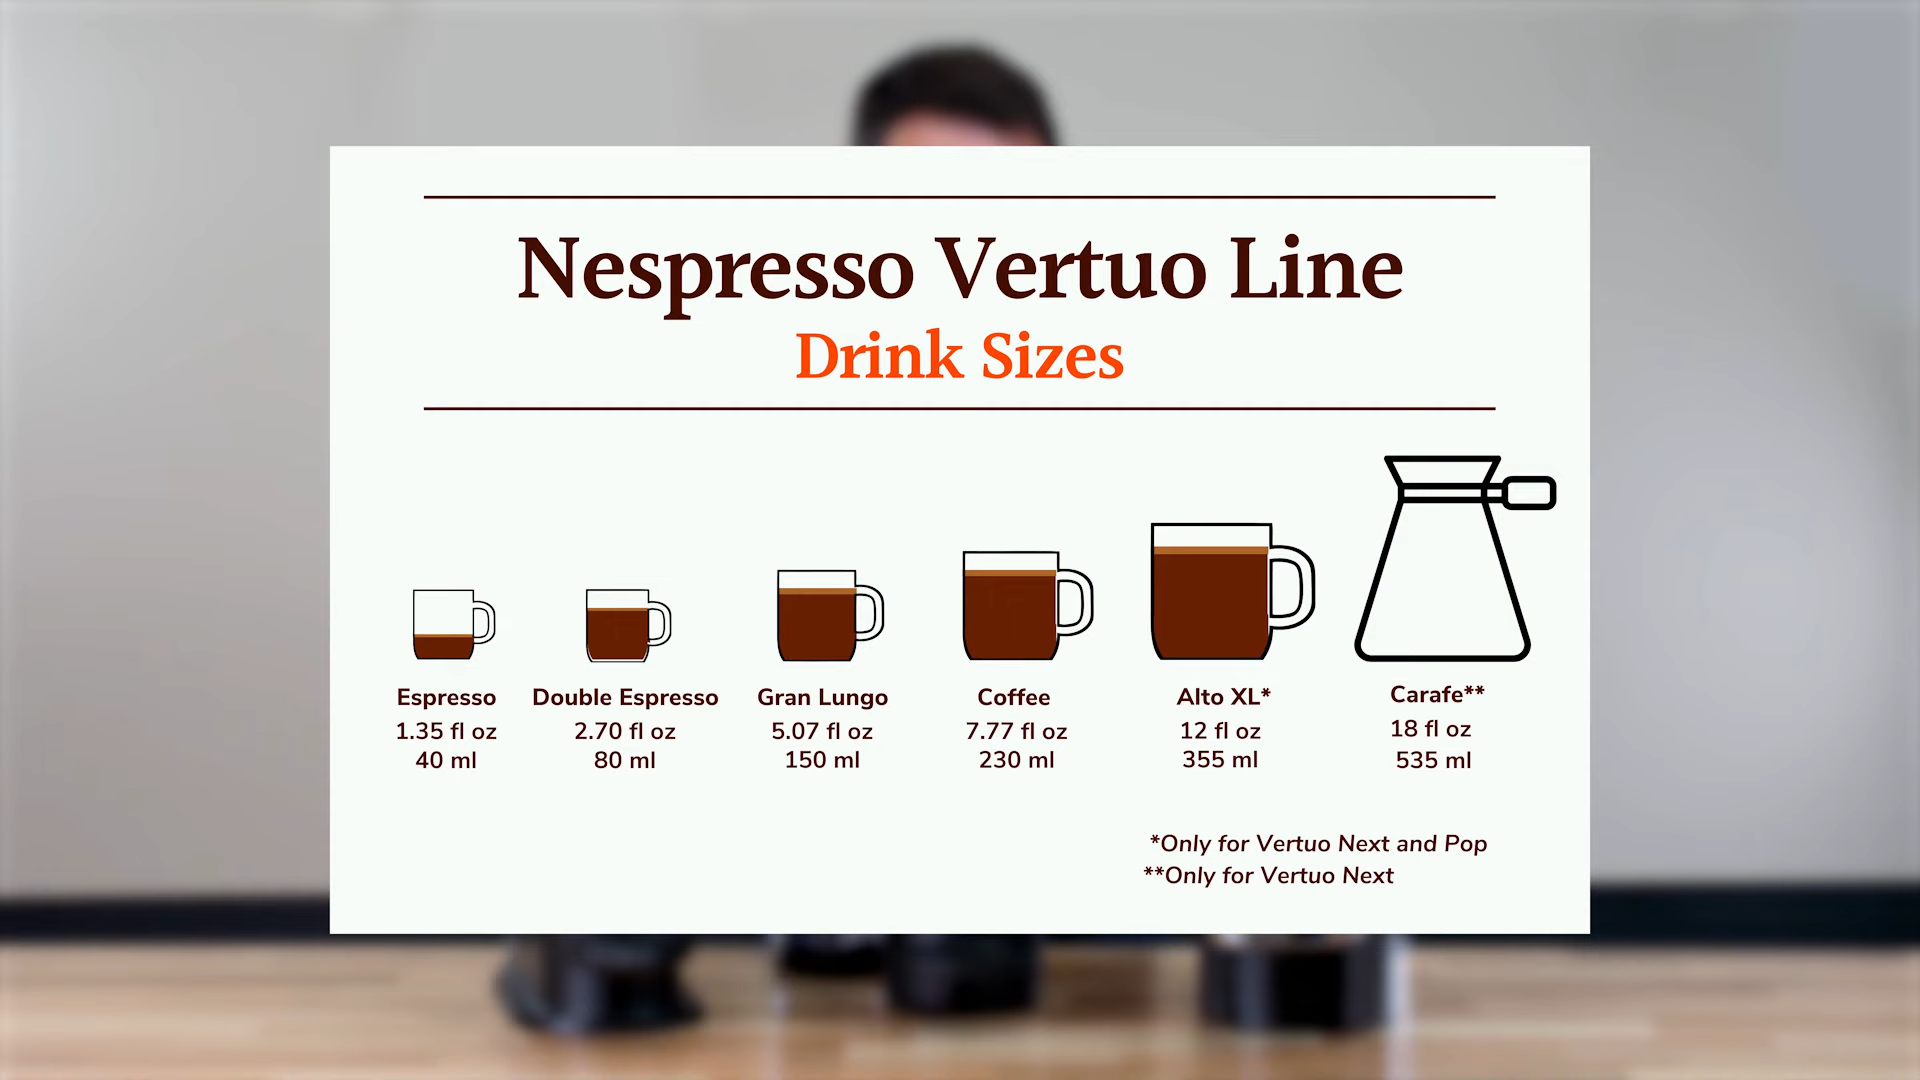 Nespresso Vertuo Line
Drink Sizes
Espresso
1.35 fl oz
40 ml
Double Espresso
2.70 fl oz
80 ml
Gran Lungo
5.07 fl oz
150 ml
Coffee
7.77 fl oz
230 ml
Alto XL*
12 fl oz
355 ml
Carafe**
18 fl oz
535 ml
*Only for Vertuo Next and Pop
**Only for Vertuo Next